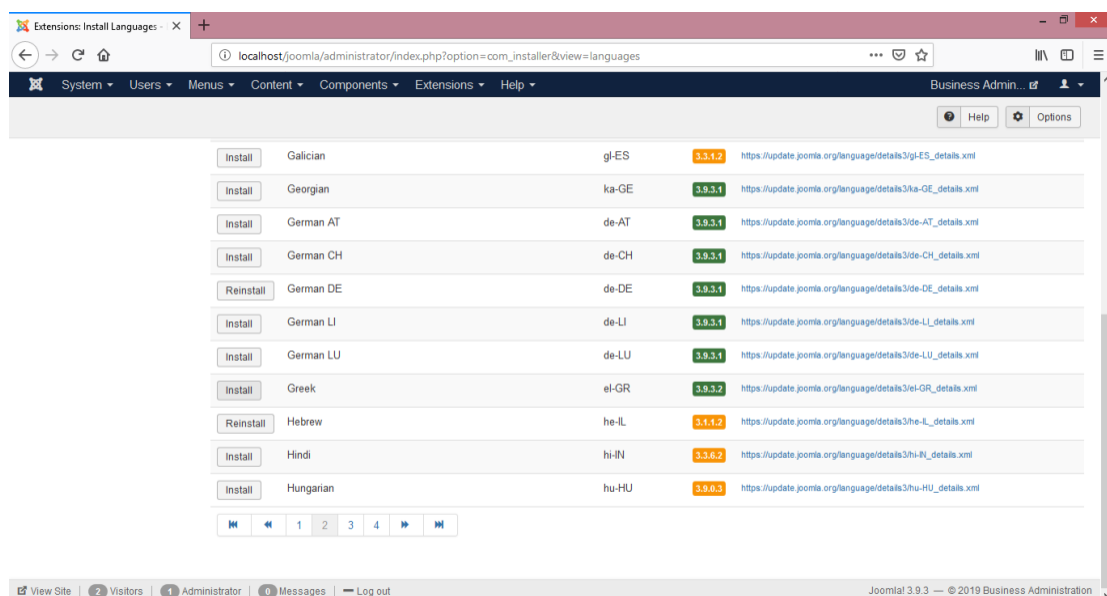 Extensions: Install Languages -
localhost/joomla/administrator/index.php?option=com_installer&view=languages
System Users Menus Content Components Extensions Help Business Admin...
Help Options
Install Galician gl-ES 3.3.1.2 https://update.joomla.org/language/details3/gl-ES_details.xml
Install Georgian ka-GE 3.9.3.1 https://update.joomla.org/language/details3/ka-GE_details.xml
Install German AT de-AT 3.9.3.1 https://update.joomla.org/language/details3/de-AT_details.xml
Install German CH de-CH 3.9.3.1 https://update.joomla.org/language/details3/de-CH_details.xml
Reinstall German DE de-DE 3.9.3.1 https://update.joomla.org/language/details3/de-DE_details.xml
Install German LI de-LI 3.9.3.1 https://update.joomla.org/language/details3/de-LI_details.xml
Install German LU de-LU 3.9.3.1 https://update.joomla.org/language/details3/de-LU_details.xml
Install Greek el-GR 3.9.3.2 https://update.joomla.org/language/details3/el-GR_details.xml
Reinstall Hebrew he-IL 3.1.1.2 https://update.joomla.org/language/details3/he-IL_details.xml
Install Hindi hi-IN 3.3.6.2 https://update.joomla.org/language/details3/hi-IN_details.xml
Install Hungarian hu-HU 3.9.0.3 https://update.joomla.org/language/details3/hu-HU_details.xml
1 2 3 4
View Site 2 Visitors 1 Administrator 0 Messages Log out Joomla! 3.9.3 — © 2019 Business Administration